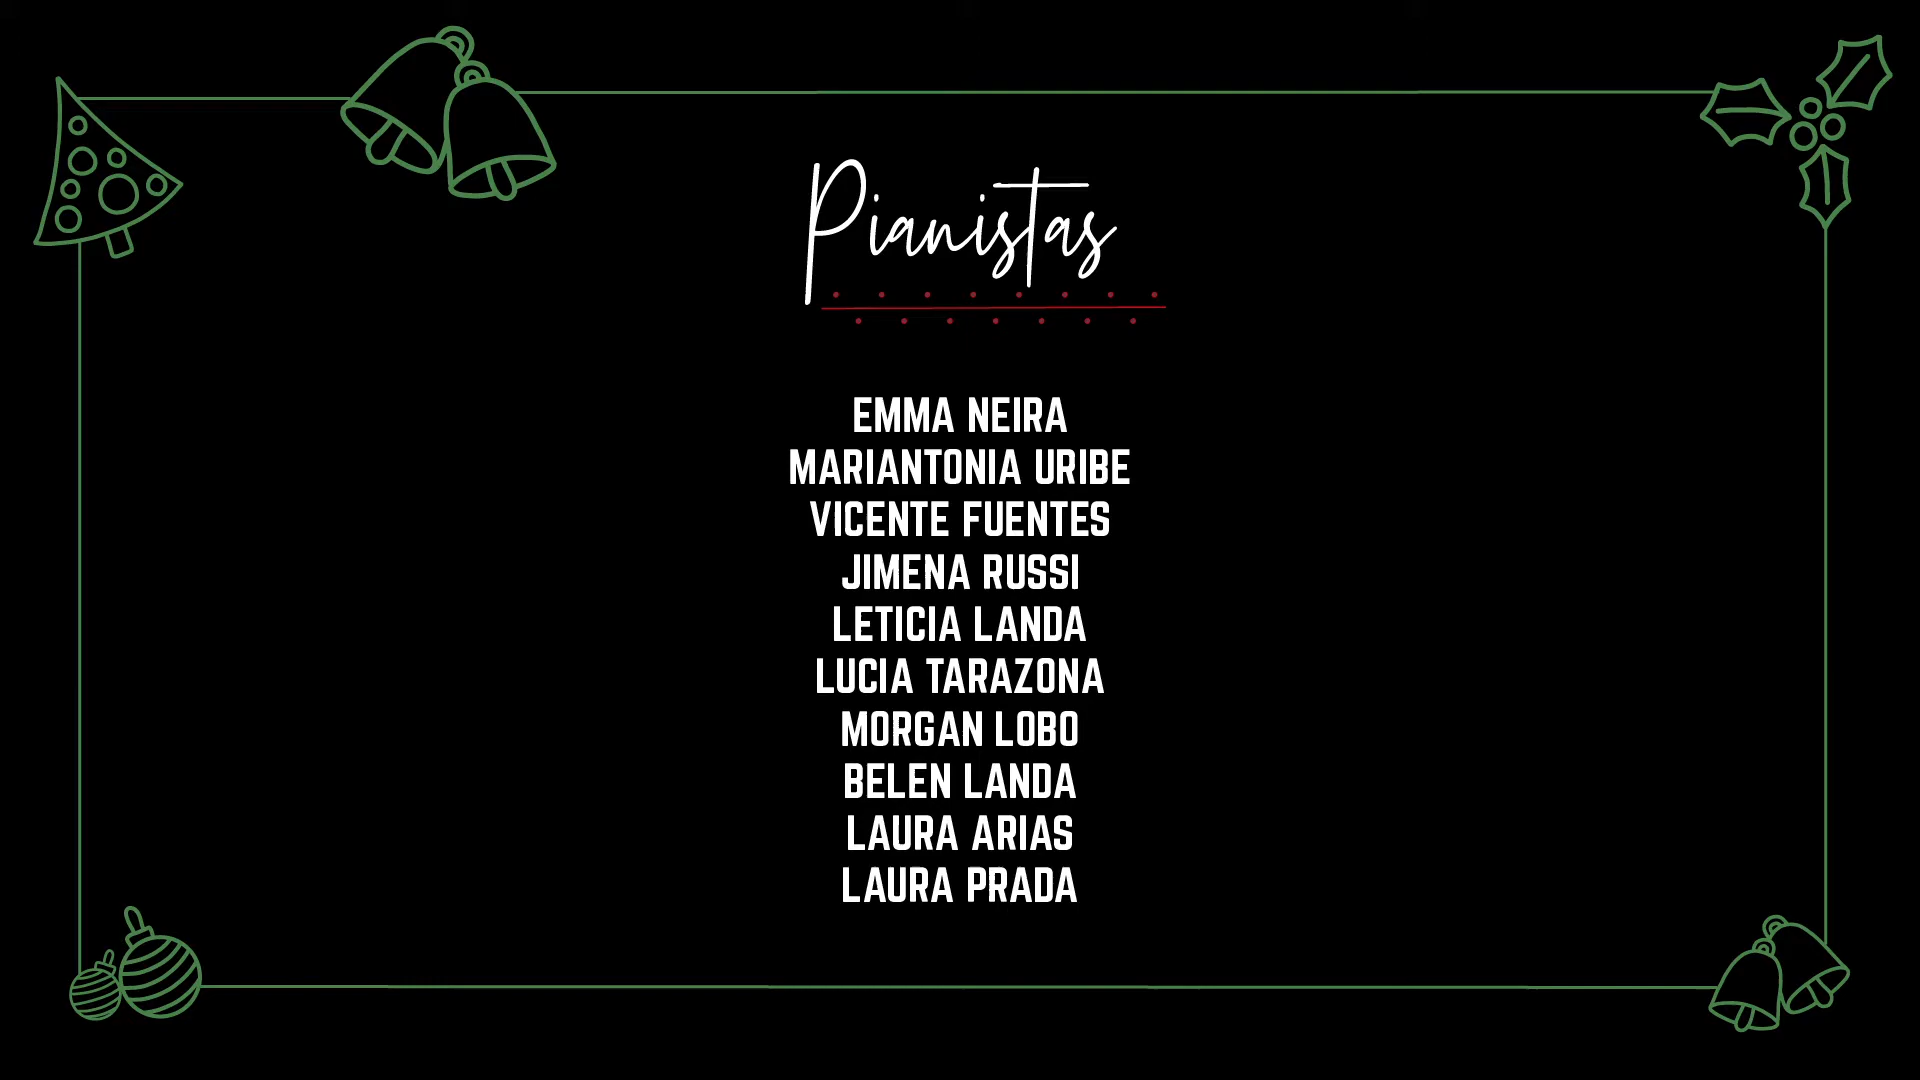 Pianistas
EMMA NEIRA
MARIANTONIA URIBE
VICENTE FUENTES
JIMENA RUSSI
LETICIA LANDA
LUCIA TARAZONA
MORGAN LOBO
BELEN LANDA
LAURA ARIAS
LAURA PRADA